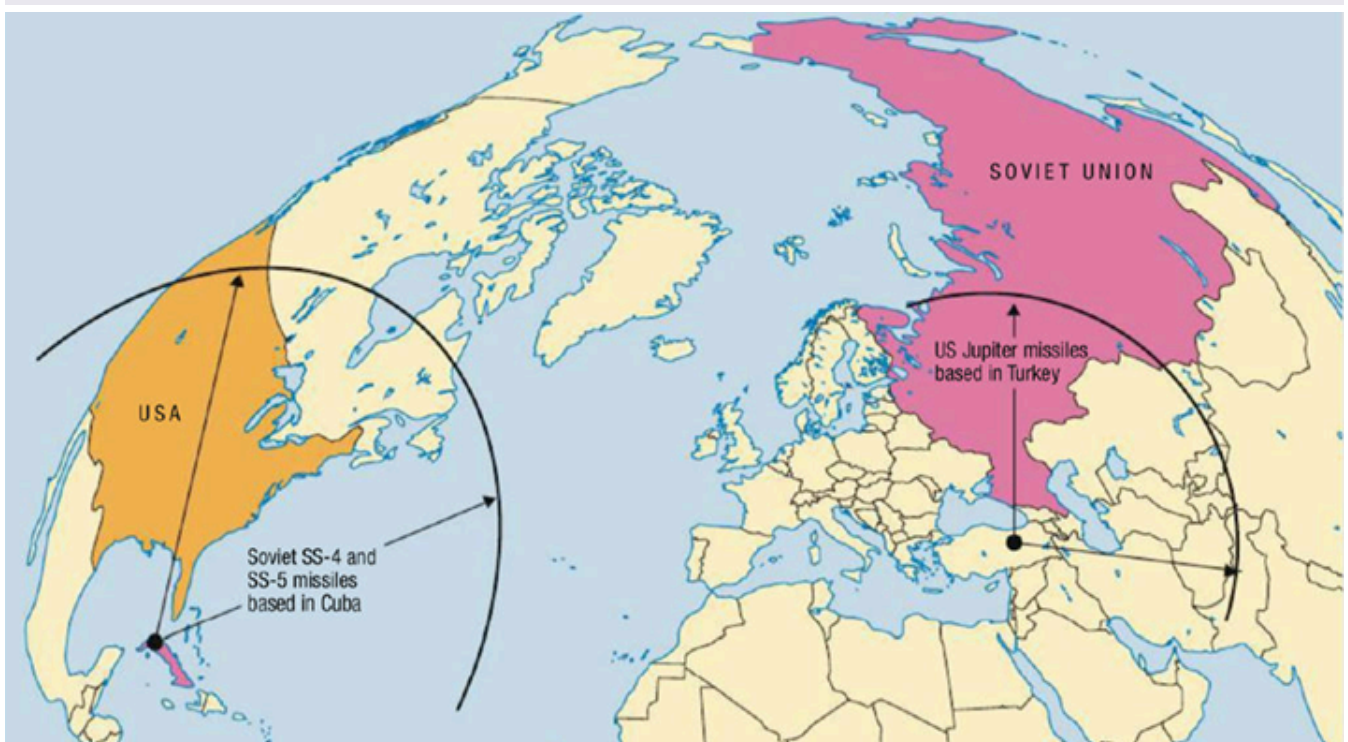 SOVIET UNION
US Jupiter missiles
based in Turkey
USA
Soviet SS-4 and
SS-5 missiles
based in Cuba